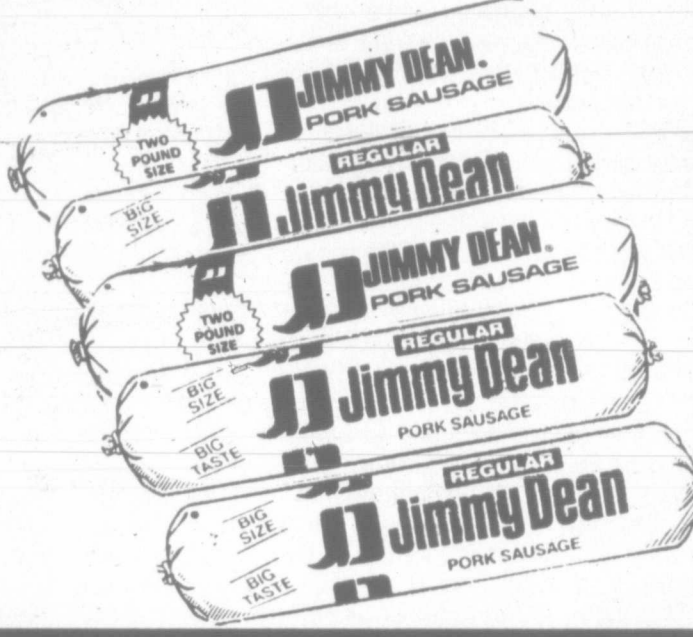 JIMMY DEAN.
PORK SAUSAGE
TWO
POUND
SIZE
REGULAR
Jimmy Dean
BIG
SIZE
JIMMY DEAN®
PORK SAUSAGE
TWO
POUND
SIZE
REGULAR
Jimmy Dean
PORK SAUSAGE
BIG
SIZE
BIG
TASTE
REGULAR
Jimmy Dean
PORK SAUSAGE
BIG
SIZE
BIG
TASTE